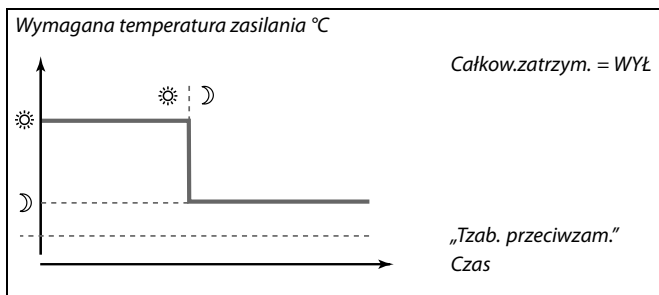 Wymagana temperatura zasilania °C
Całkow.zatrzym. = WYŁ
„Tzab. przeciwzam.”
Czas